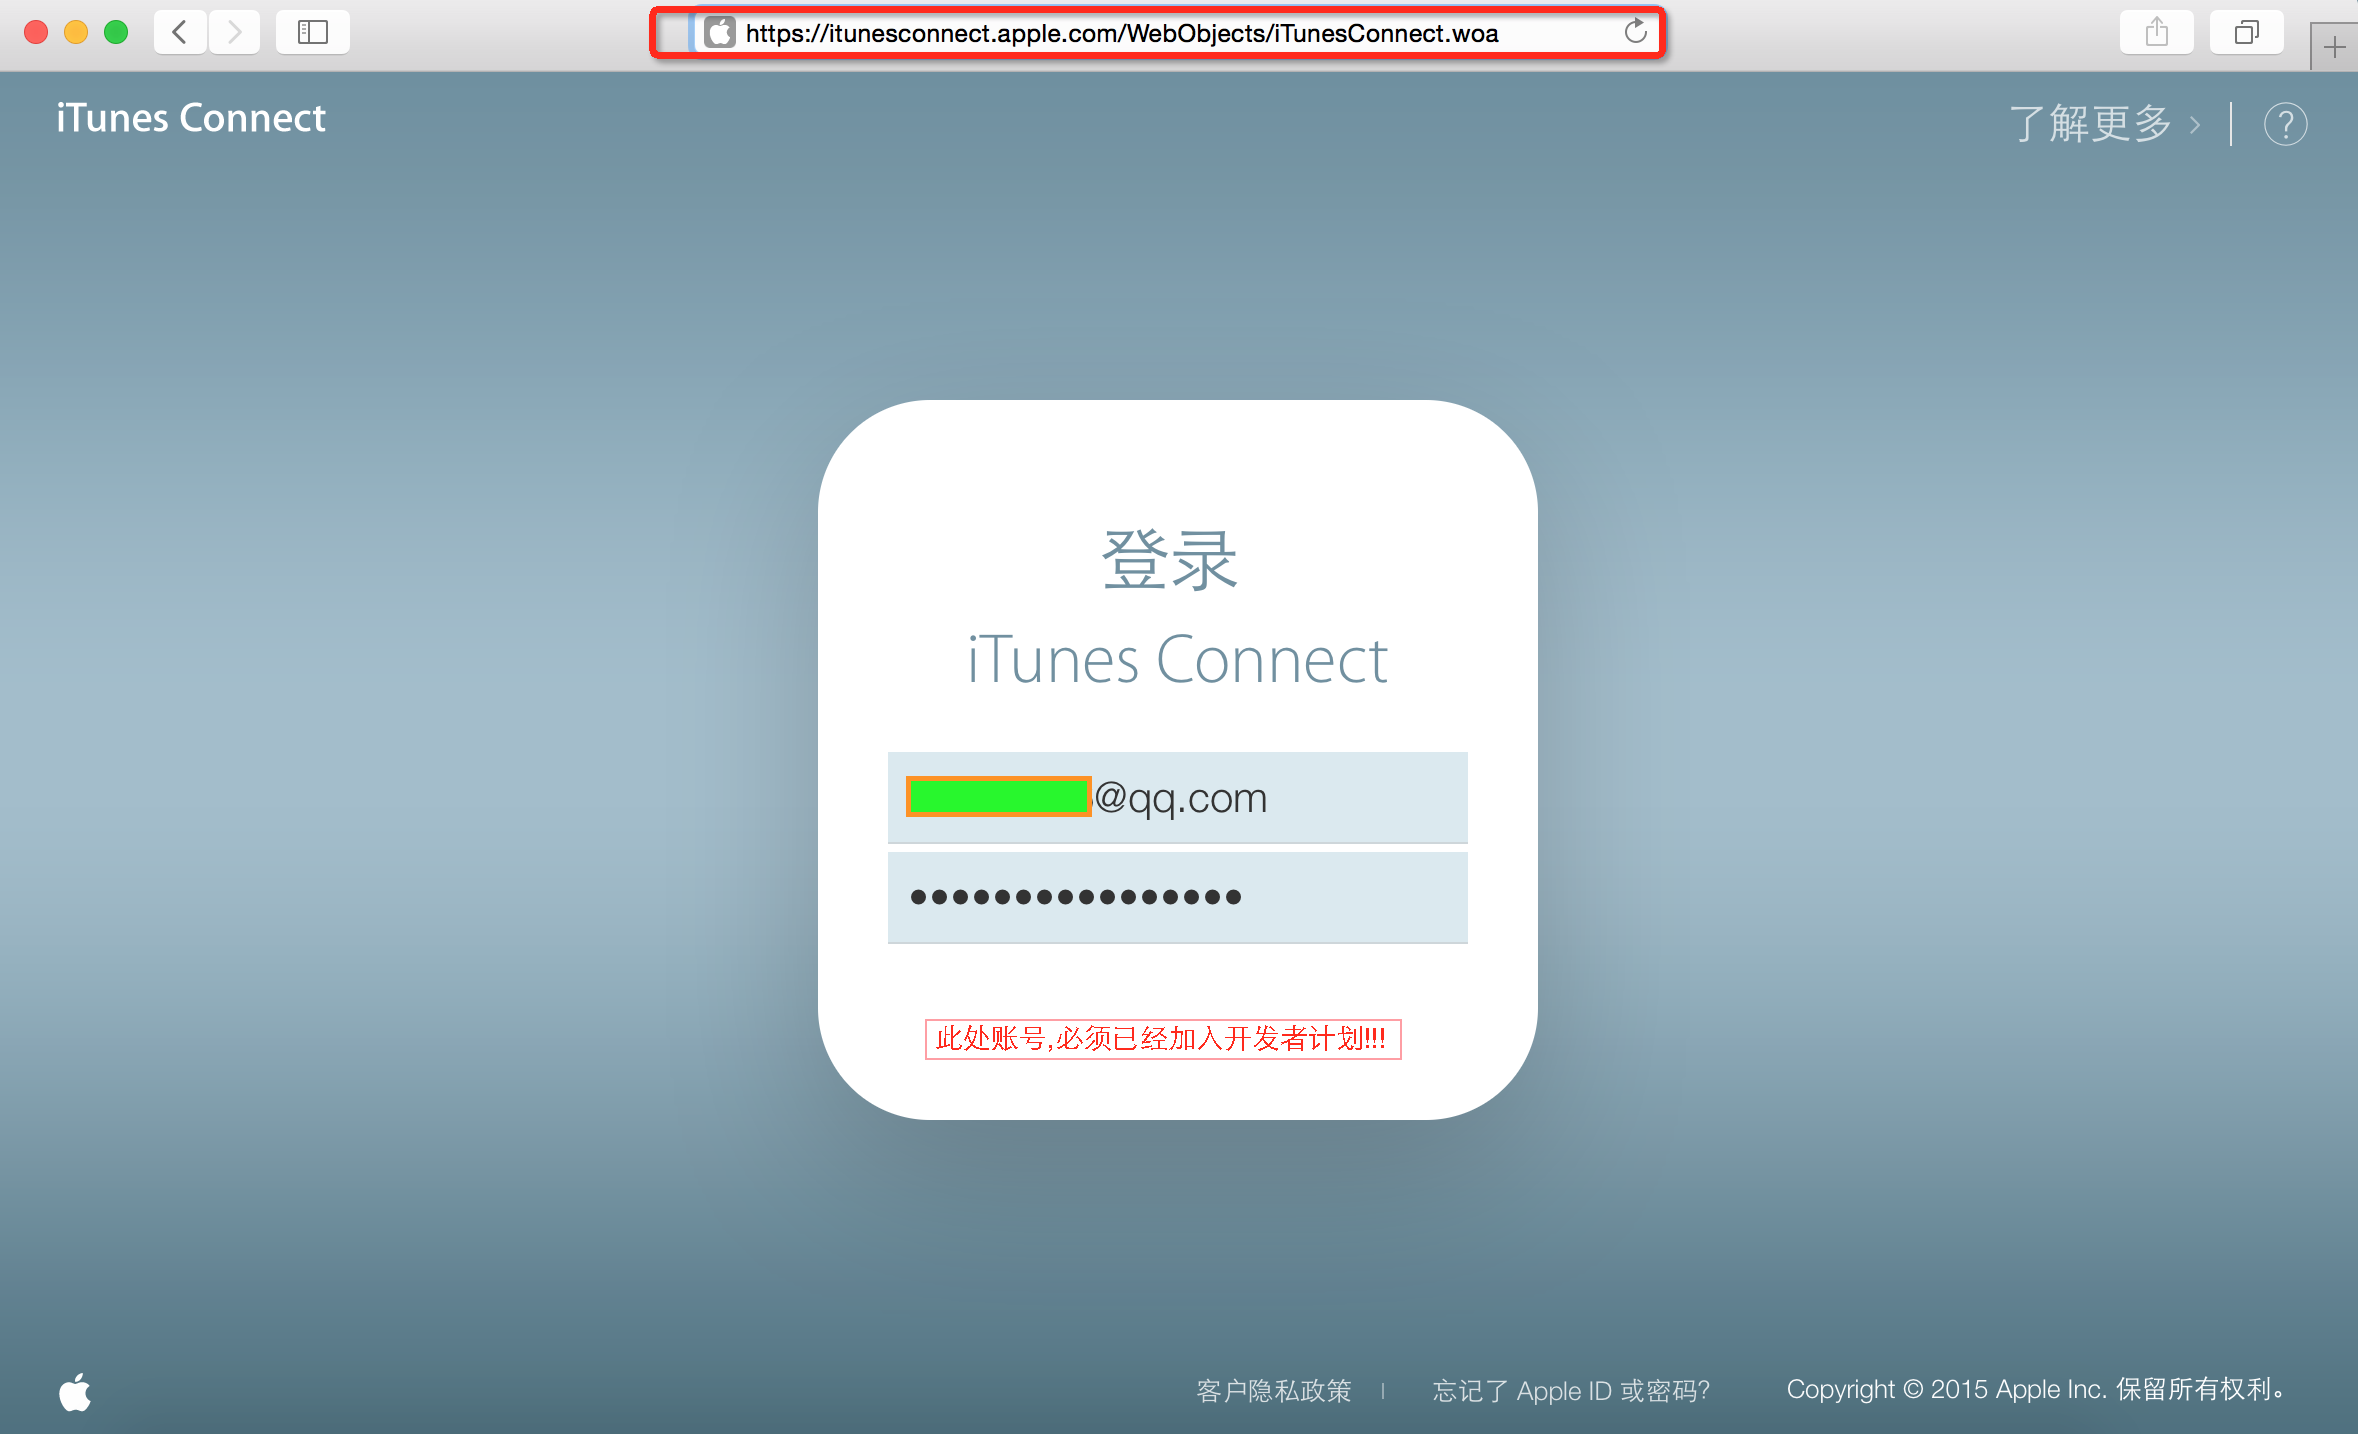 https://itunesconnect.apple.com/WebObjects/iTunesConnect.woa
iTunes Connect
了解更多
?
登录
iTunes Connect
@qq.com
此处账号,必须已经加入开发者计划!!!
客户隐私政策 | 忘记了 Apple ID 或密码? Copyright © 2015 Apple Inc. 保留所有权利。